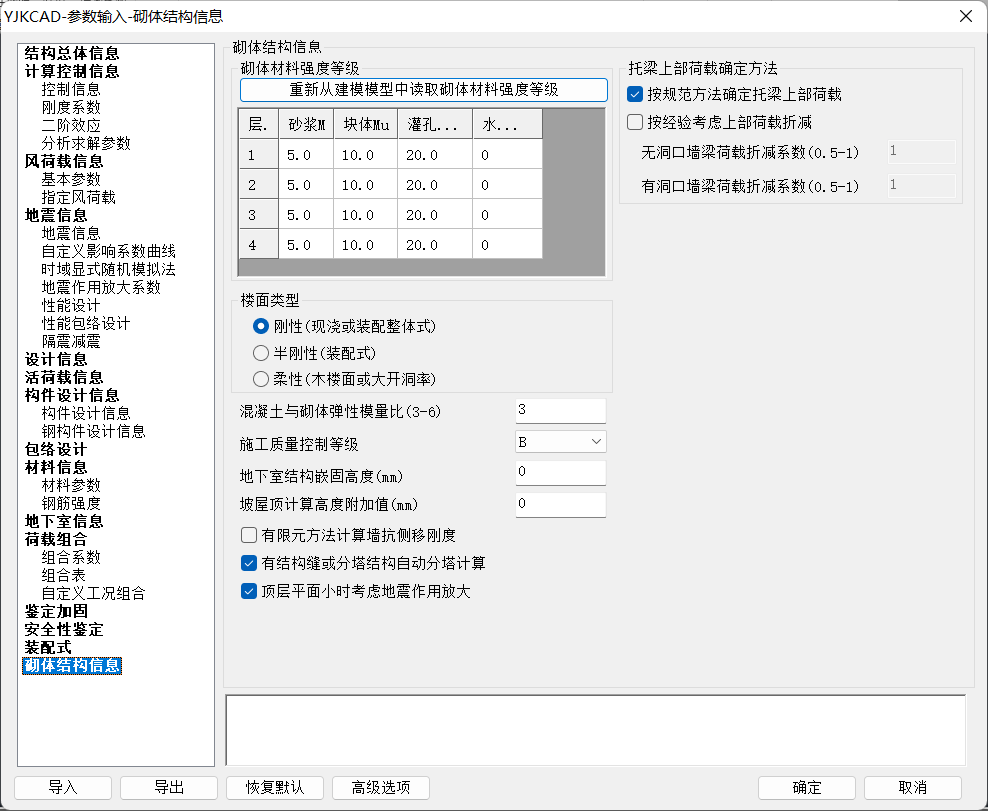 YJKCAD-参数输入-砌体结构信息
结构总体信息
计算控制信息
控制信息
刚度系数
二阶效应
分析求解参数
风荷载信息
基本参数
指定风荷载
地震信息
地震信息
自定义影响系数曲线
时域显式随机模拟法
地震作用放大系数
性能设计
性能包络设计
隔震减震
设计信息
活荷载信息
构件设计信息
构件设计信息
钢构件设计信息
包络设计
材料信息
材料参数
钢筋强度
地下室信息
荷载组合
组合系数
组合表
自定义工况组合
鉴定加固
安全性鉴定
装配式
砌体结构信息
砌体结构信息
砌体材料强度等级
重新从建模模型中读取砌体材料强度等级
层. 砂浆M 块体Mu 灌孔... 水...
1 5.0 10.0 20.0 0
2 5.0 10.0 20.0 0
3 5.0 10.0 20.0 0
4 5.0 10.0 20.0 0
楼面类型
刚性(现浇或装配整体式)
半刚性(装配式)
柔性(木楼面或大开洞率)
混凝土与砌体弹性模量比(3-6) 3
施工质量控制等级 B
地下室结构嵌固高度(mm) 0
坡屋顶计算高度附加值(mm) 0
有限元方法计算墙抗侧移刚度
有结构缝或分塔结构自动分塔计算
顶层平面小时考虑地震作用放大
托梁上部荷载确定方法
按规范方法确定托梁上部荷载
按经验考虑上部荷载折减
无洞口墙梁荷载折减系数(0.5-1) 1
有洞口墙梁荷载折减系数(0.5-1) 1
导入 导出 恢复默认 高级选项 确定 取消